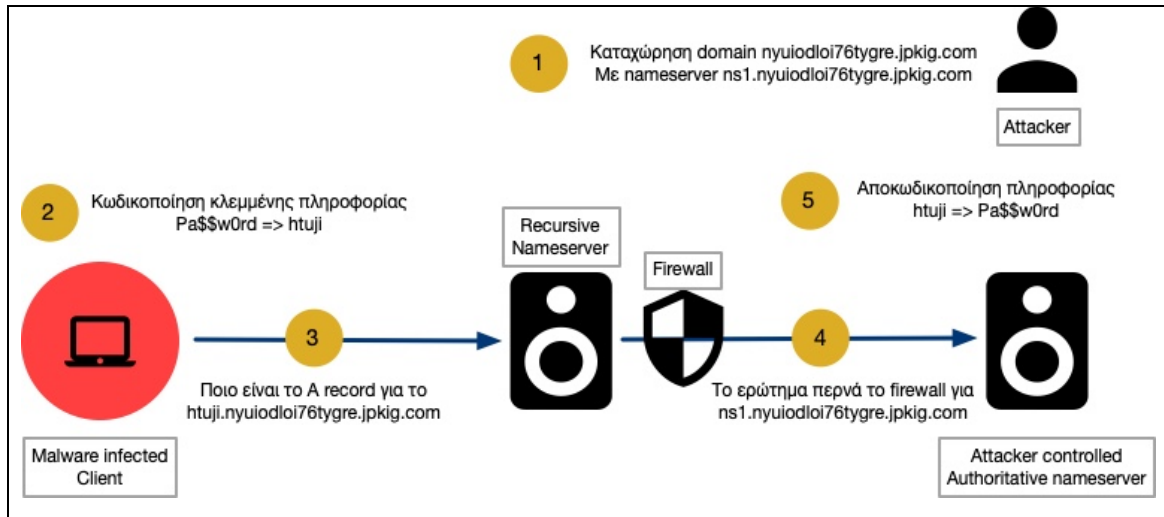 1
Καταχώρηση domain nyuiodloi76tygre.jpkig.com
Με nameserver ns1.nyuiodloi76tygre.jpkig.com
Attacker
2
Κωδικοποίηση κλεμμένης πληροφορίας
Pa$$w0rd => htuji
5
Αποκωδικοποίηση πληροφορίας
htuji => Pa$$w0rd
Recursive
Nameserver
Firewall
3
4
Ποιο είναι το A record για το
htuji.nyuiodloi76tygre.jpkig.com
Το ερώτημα περνά το firewall για
ns1.nyuiodloi76tygre.jpkig.com
Malware infected
Client
Attacker controlled
Authoritative nameserver